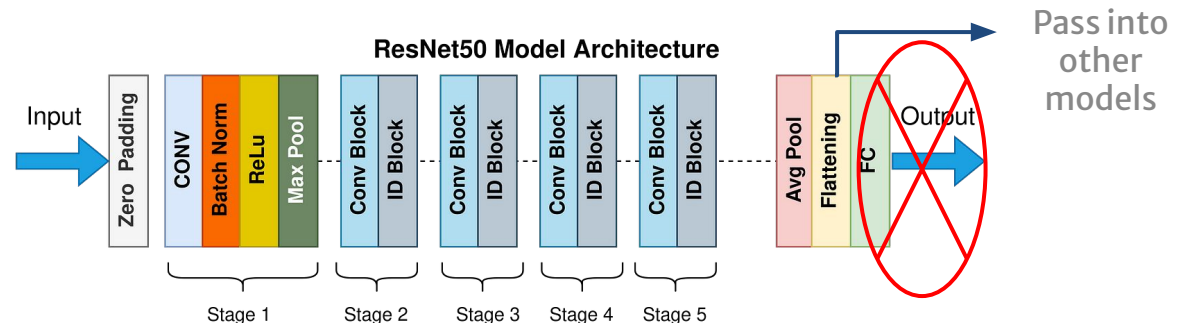 ResNet50 Model Architecture
Pass into
other
models
Input
Zero Padding
CONV
Batch Norm
ReLu
Max Pool
Conv Block
ID Block
Conv Block
ID Block
Conv Block
ID Block
Conv Block
ID Block
Avg Pool
Flattening
FC
Output
Stage 1
Stage 2
Stage 3
Stage 4
Stage 5